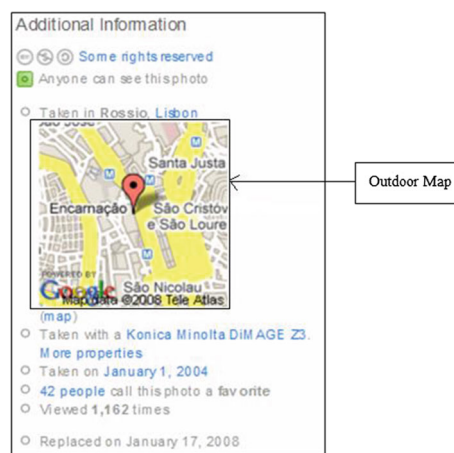 Additional Information
Some rights reserved
Anyone can see this photo
Taken in Rossio, Lisbon
São José
Santa Justa
M
M
Encarnação
São Cristóv
e São Loure
M
POWERED BY
Google
São Nicolau
Map data ©2008 Tele Atlas
(map)
Taken with a Konica Minolta DiMAGE Z3.
More properties
Taken on January 1, 2004
42 people call this photo a favorite
Viewed 1,162 times
Replaced on January 17, 2008
Outdoor Map